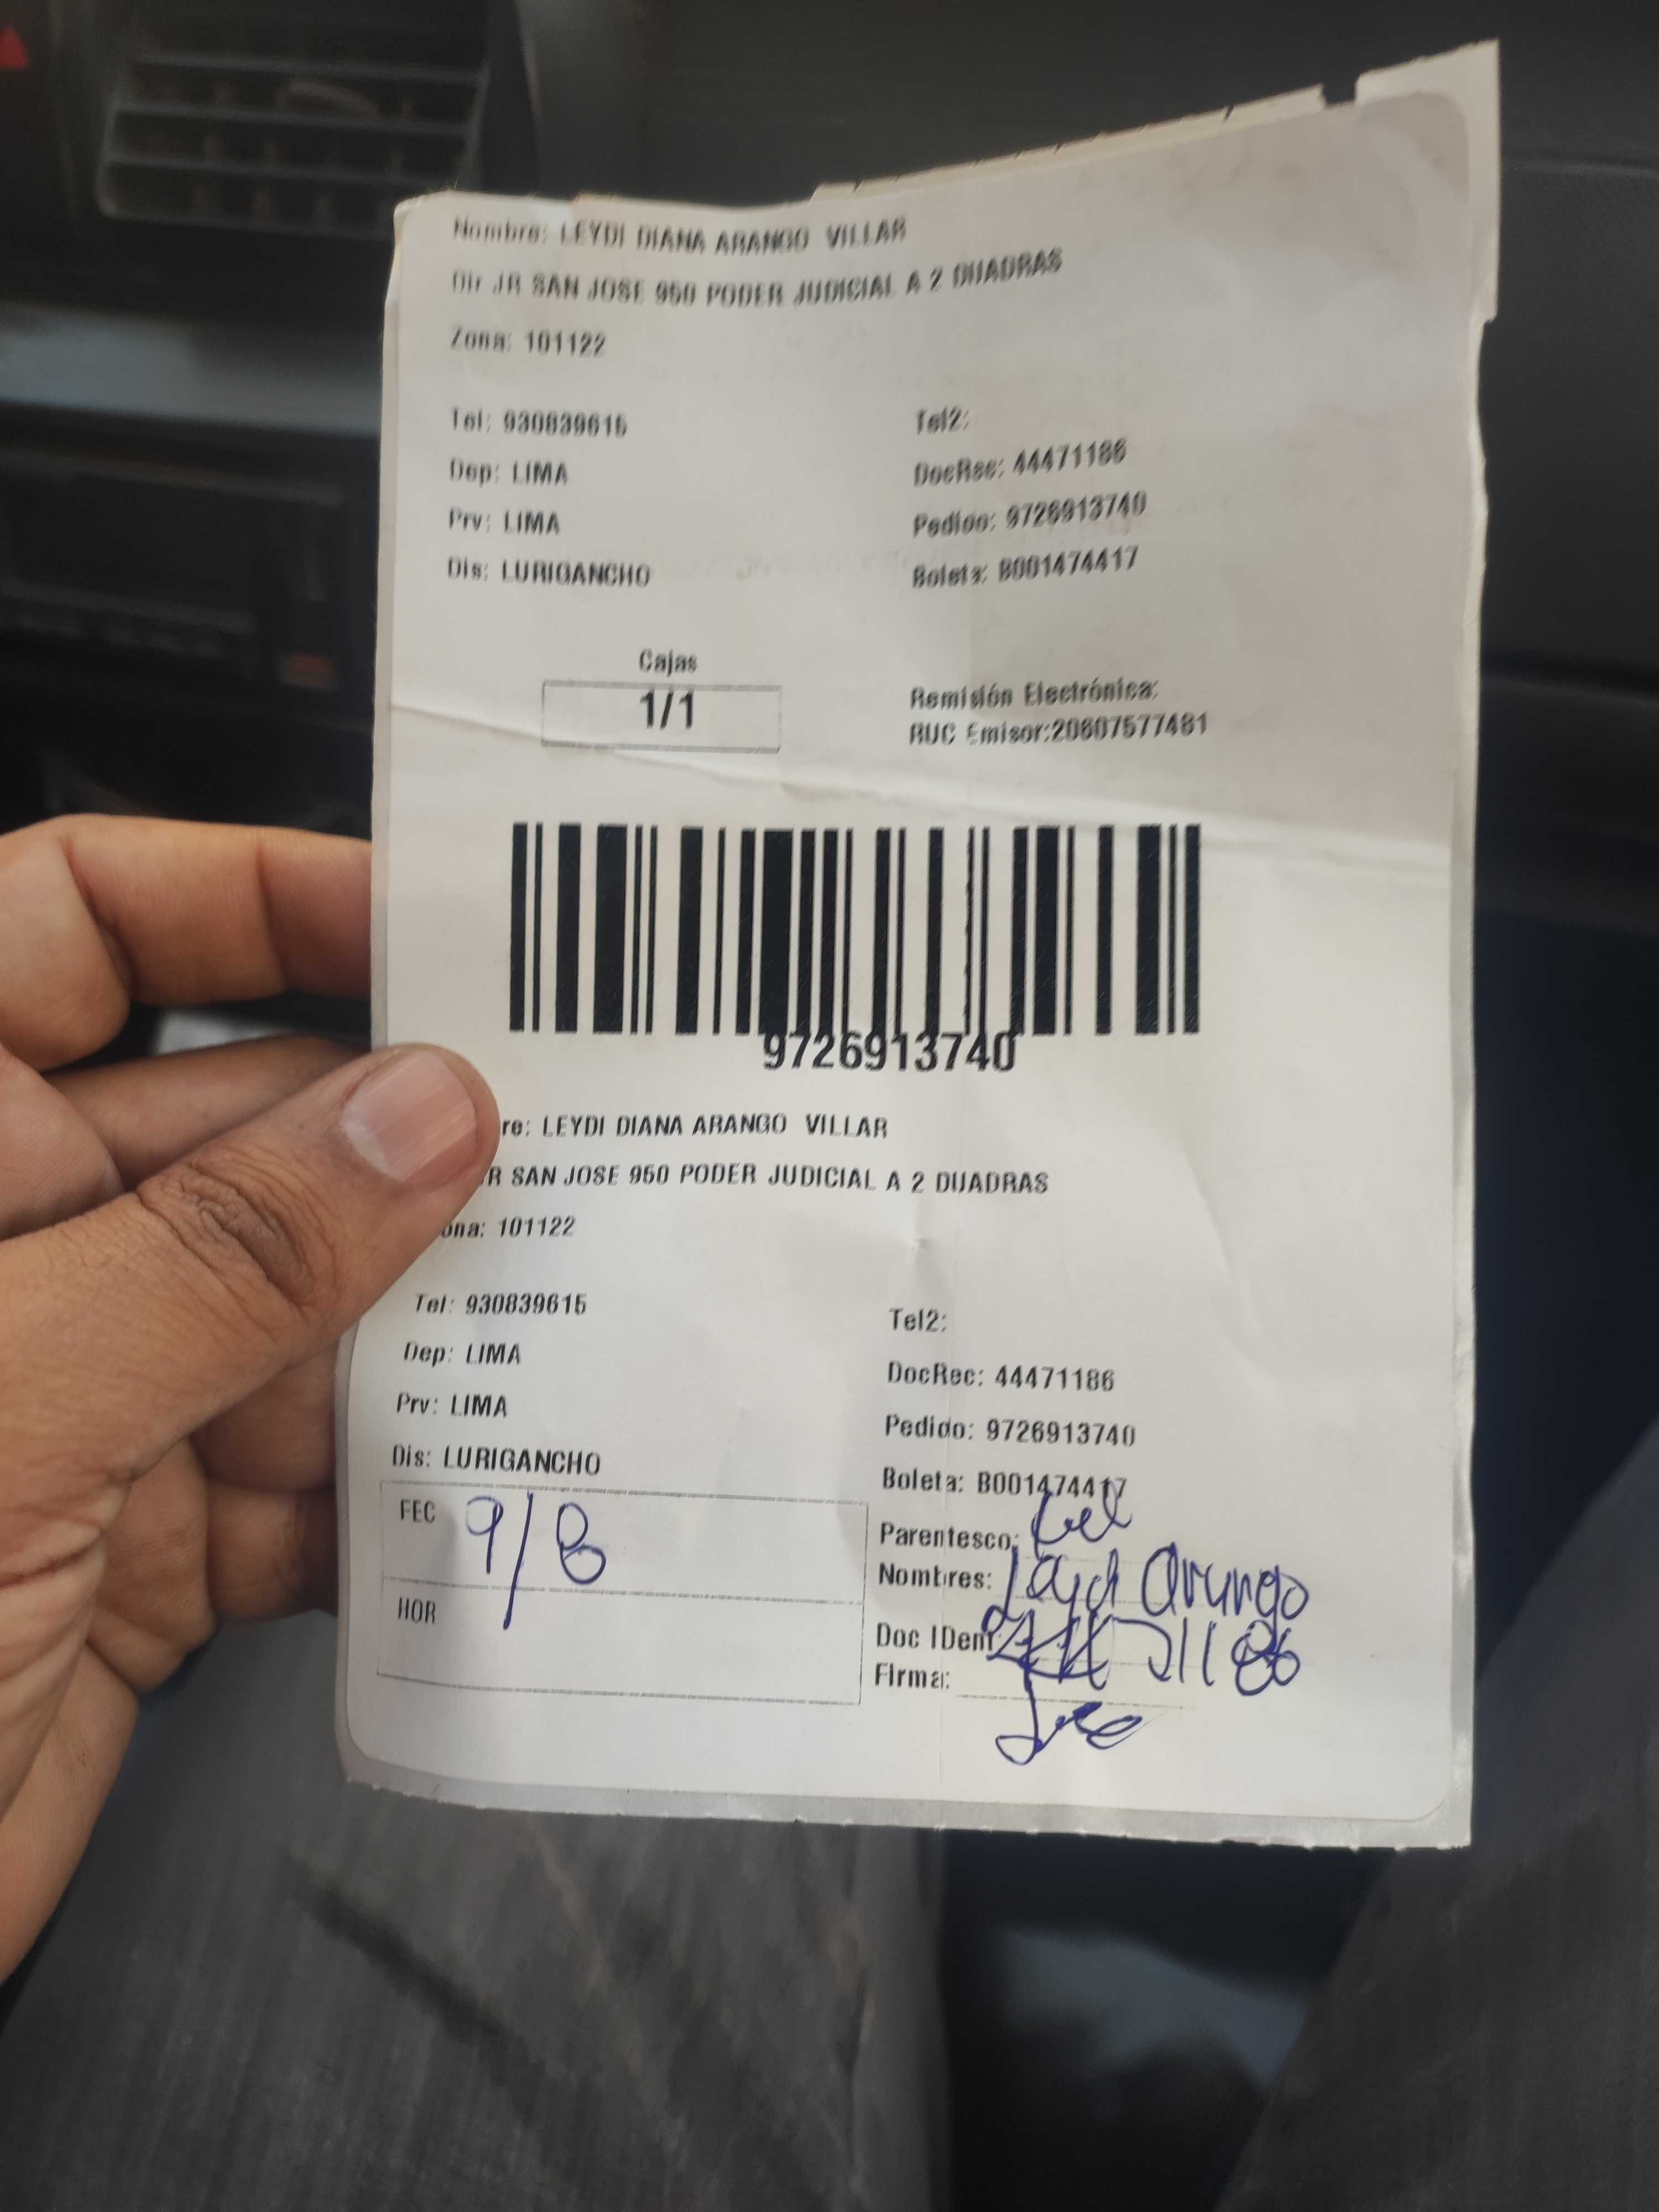 Nombre: LEYDI DIANA ARANGO VILLAR
Dir JR SAN JOSE 950 PODER JUDICIAL A 2 DUADRAS
Zona: 101122
Tel: 930839615
Tel2:
Dep: LIMA
DocRec: 44471186
Prv: LIMA
Pedido: 9726913740
Dis: LURIGANCHO
Boleta: B001474417
Cajas
1/1
Remisión Electrónica:
RUC Emisor:20607577481
9726913740
re: LEYDI DIANA ARANGO VILLAR
R SAN JOSE 950 PODER JUDICIAL A 2 DUADRAS
ona: 101122
Tel: 930839615
Tel2:
Dep: LIMA
DocRec: 44471186
Prv: LIMA
Pedido: 9726913740
Dis: LURIGANCHO
Boleta: B001474417
FEC 9/8
Parentesco:
Nombres: Arango
HOR
Doc IDent: 44471186
Firma: